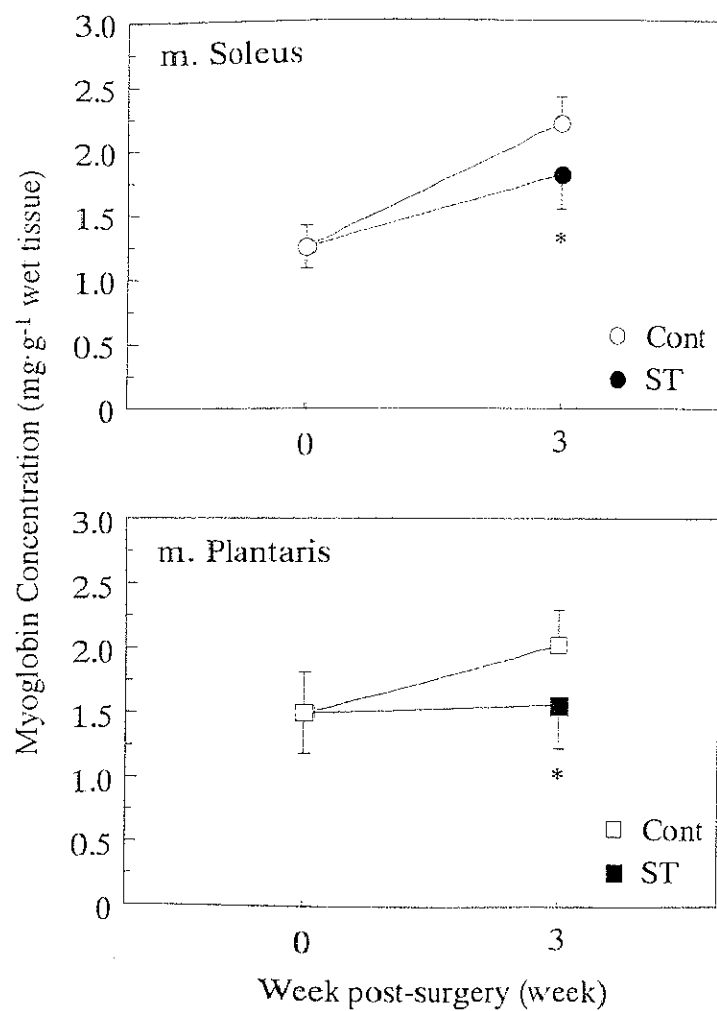 Myoglobin Concentration (mg·g⁻¹ wet tissue)
3.0
m. Soleus
2.5
2.0
1.5
*
1.0
Cont
0.5
ST
0
0
3
3.0
m. Plantaris
2.5
2.0
1.5
1.0
*
Cont
0.5
ST
0
0
3
Week post-surgery (week)